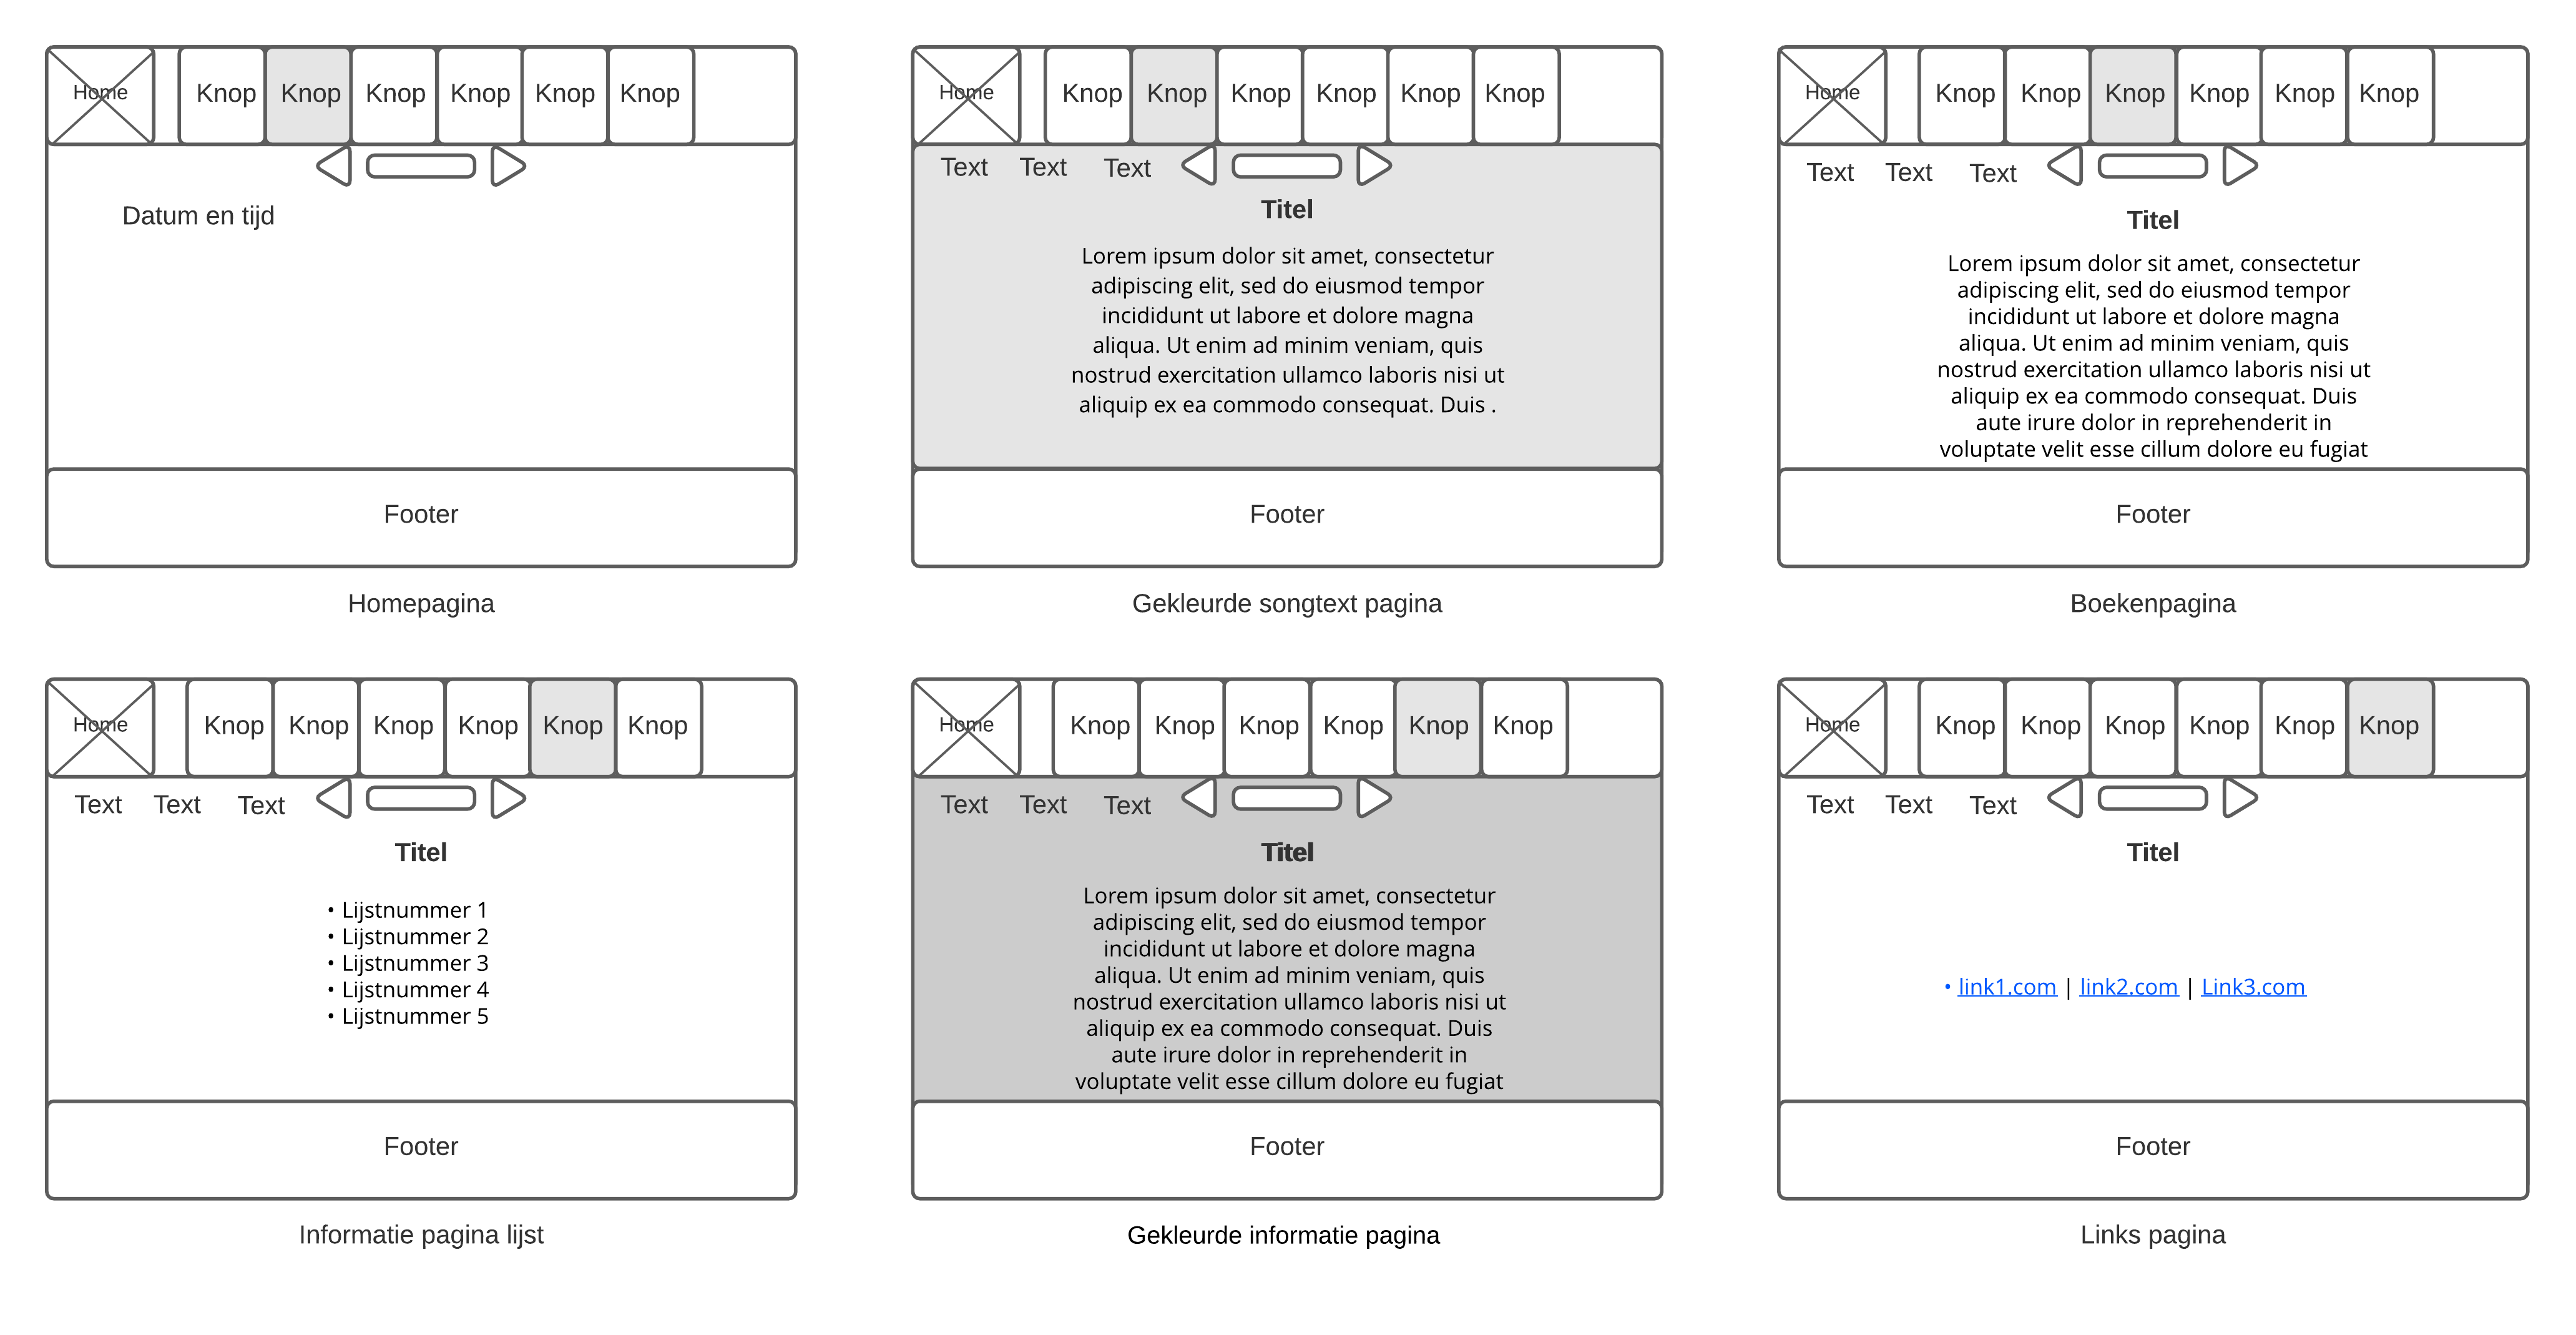 Home Knop Knop Knop Knop Knop Knop
Datum en tijd
Footer
Homepagina
Home Knop Knop Knop Knop Knop Knop
Text Text Text
Titel
Lorem ipsum dolor sit amet, consectetur
adipiscing elit, sed do eiusmod tempor
incididunt ut labore et dolore magna
aliqua. Ut enim ad minim veniam, quis
nostrud exercitation ullamco laboris nisi ut
aliquip ex ea commodo consequat. Duis .
Footer
Gekleurde songtext pagina
Home Knop Knop Knop Knop Knop Knop
Text Text Text
Titel
Lorem ipsum dolor sit amet, consectetur
adipiscing elit, sed do eiusmod tempor
incididunt ut labore et dolore magna
aliqua. Ut enim ad minim veniam, quis
nostrud exercitation ullamco laboris nisi ut
aliquip ex ea commodo consequat. Duis
aute irure dolor in reprehenderit in
voluptate velit esse cillum dolore eu fugiat
Footer
Boekenpagina
Home Knop Knop Knop Knop Knop Knop
Text Text Text
Titel
• Lijstnummer 1
• Lijstnummer 2
• Lijstnummer 3
• Lijstnummer 4
• Lijstnummer 5
Footer
Informatie pagina lijst
Home Knop Knop Knop Knop Knop Knop
Text Text Text
Titel
Lorem ipsum dolor sit amet, consectetur
adipiscing elit, sed do eiusmod tempor
incididunt ut labore et dolore magna
aliqua. Ut enim ad minim veniam, quis
nostrud exercitation ullamco laboris nisi ut
aliquip ex ea commodo consequat. Duis
aute irure dolor in reprehenderit in
voluptate velit esse cillum dolore eu fugiat
Footer
Gekleurde informatie pagina
Home Knop Knop Knop Knop Knop Knop
Text Text Text
Titel
• link1.com | link2.com | Link3.com
Footer
Links pagina